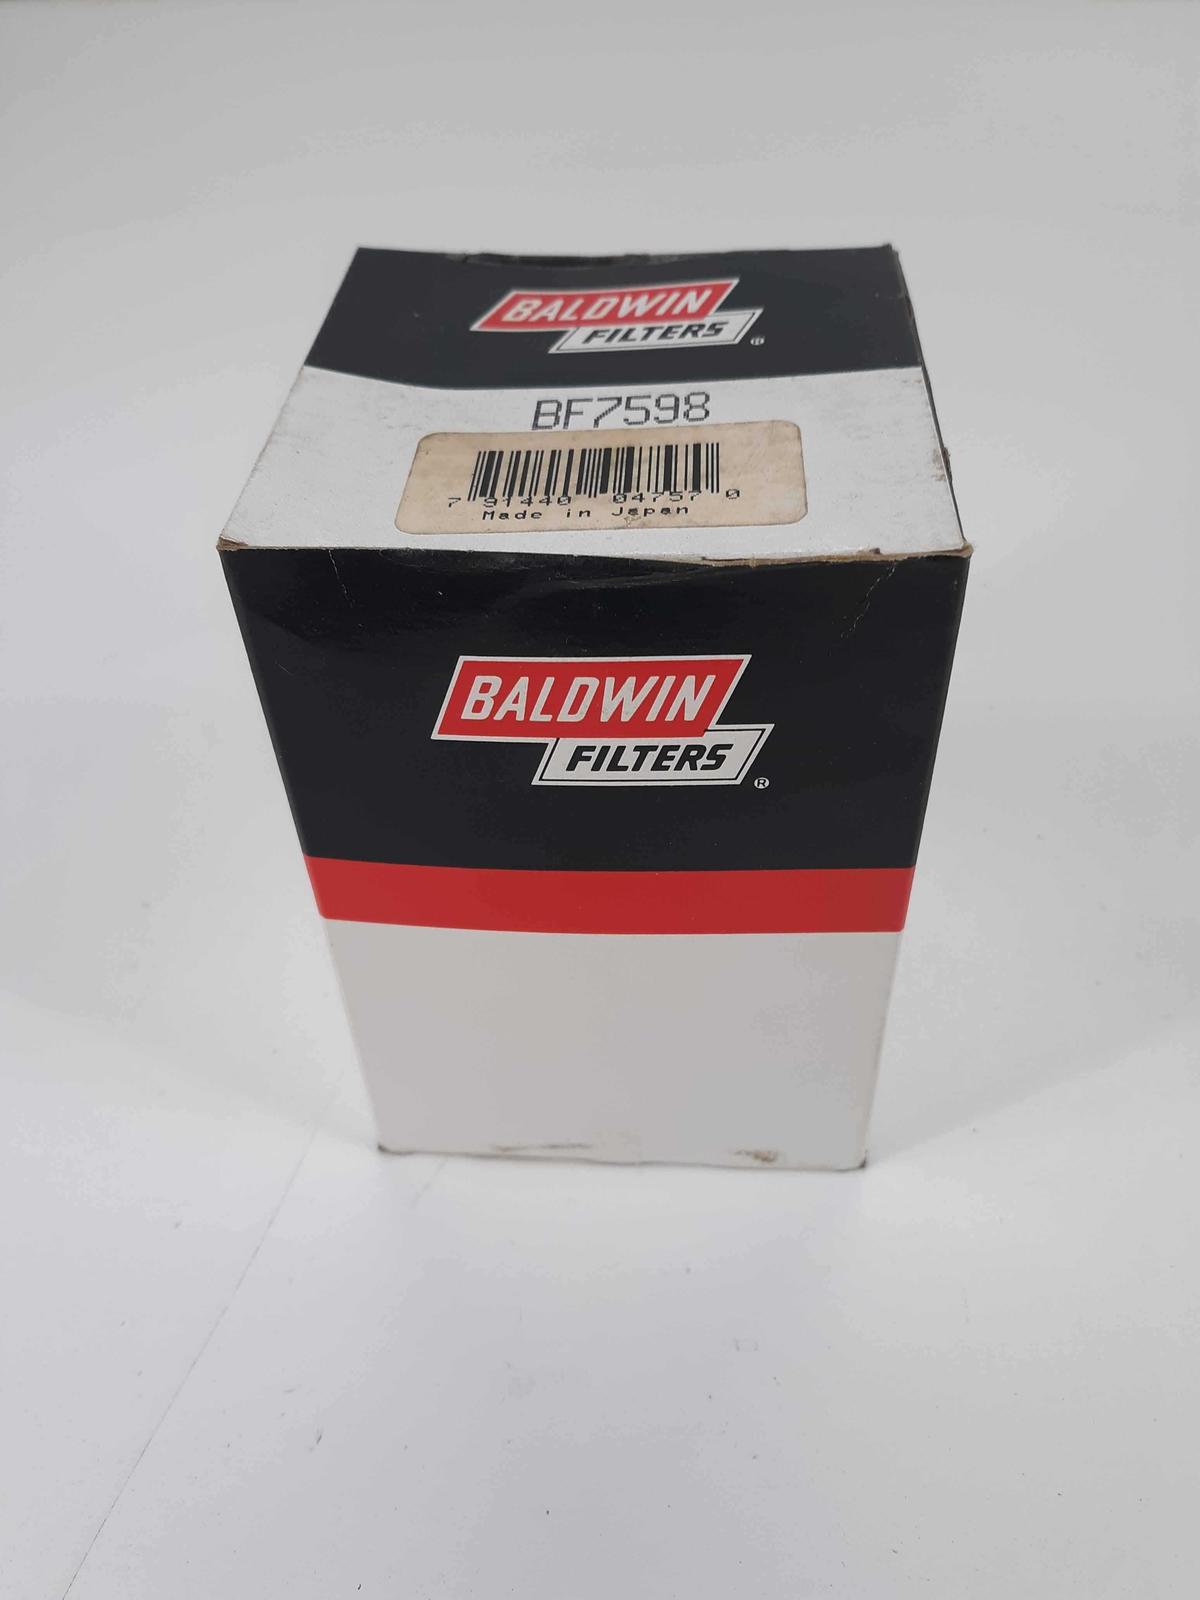 BALDWIN
FILTERS ®
BF7598
7 91440 04757 0
Made in Japan
BALDWIN
FILTERS ®